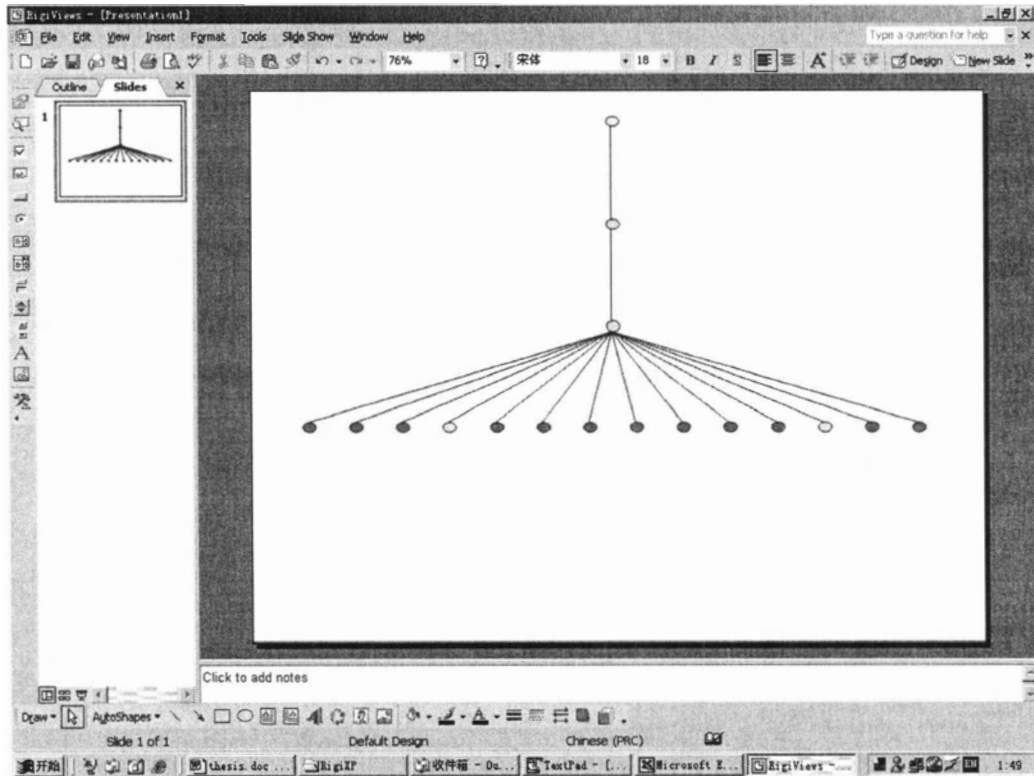 RigiViews - [Presentation1]
File Edit View Insert Format Tools Slide Show Window Help
Type a question for help
76%
宋体
18
B I S
Design
New Slide
Outline
Slides
1
Click to add notes
Draw
AutoShapes
Slide 1 of 1
Default Design
Chinese (PRC)
开始
thesis.doc ...
RigiXP
收件箱 - Ou...
TextPad - [...
Microsoft E...
RigiViews -...
EN
1:49